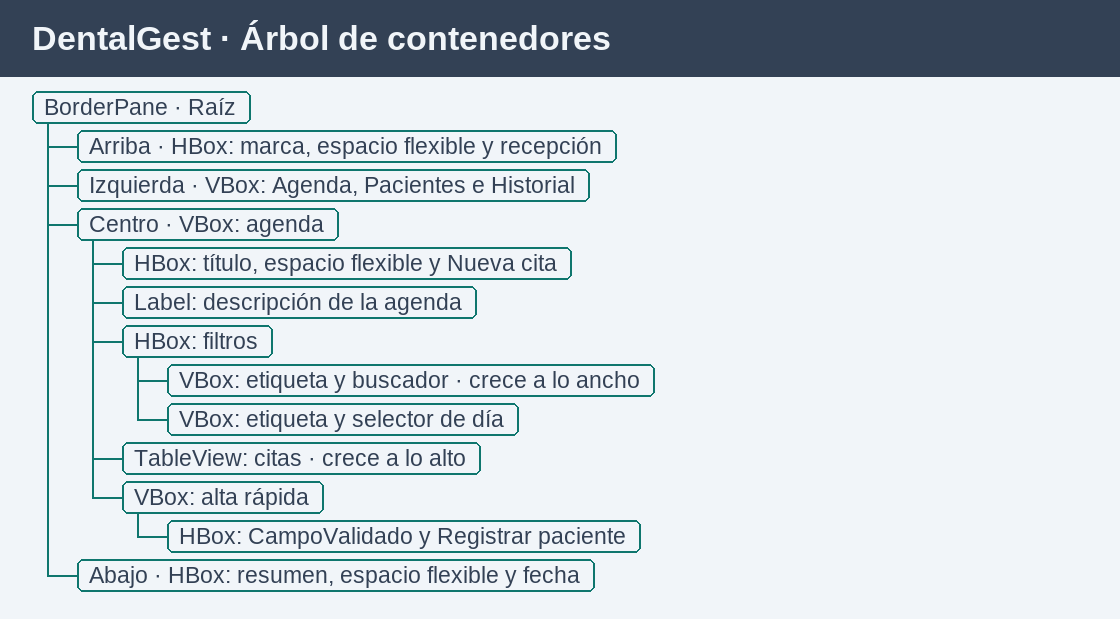 DentalGest · Árbol de contenedores
BorderPane · Raíz
Arriba · HBox: marca, espacio flexible y recepción
Izquierda · VBox: Agenda, Pacientes e Historial
Centro · VBox: agenda
HBox: título, espacio flexible y Nueva cita
Label: descripción de la agenda
HBox: filtros
VBox: etiqueta y buscador · crece a lo ancho
VBox: etiqueta y selector de día
TableView: citas · crece a lo alto
VBox: alta rápida
HBox: CampoValidado y Registrar paciente
Abajo · HBox: resumen, espacio flexible y fecha